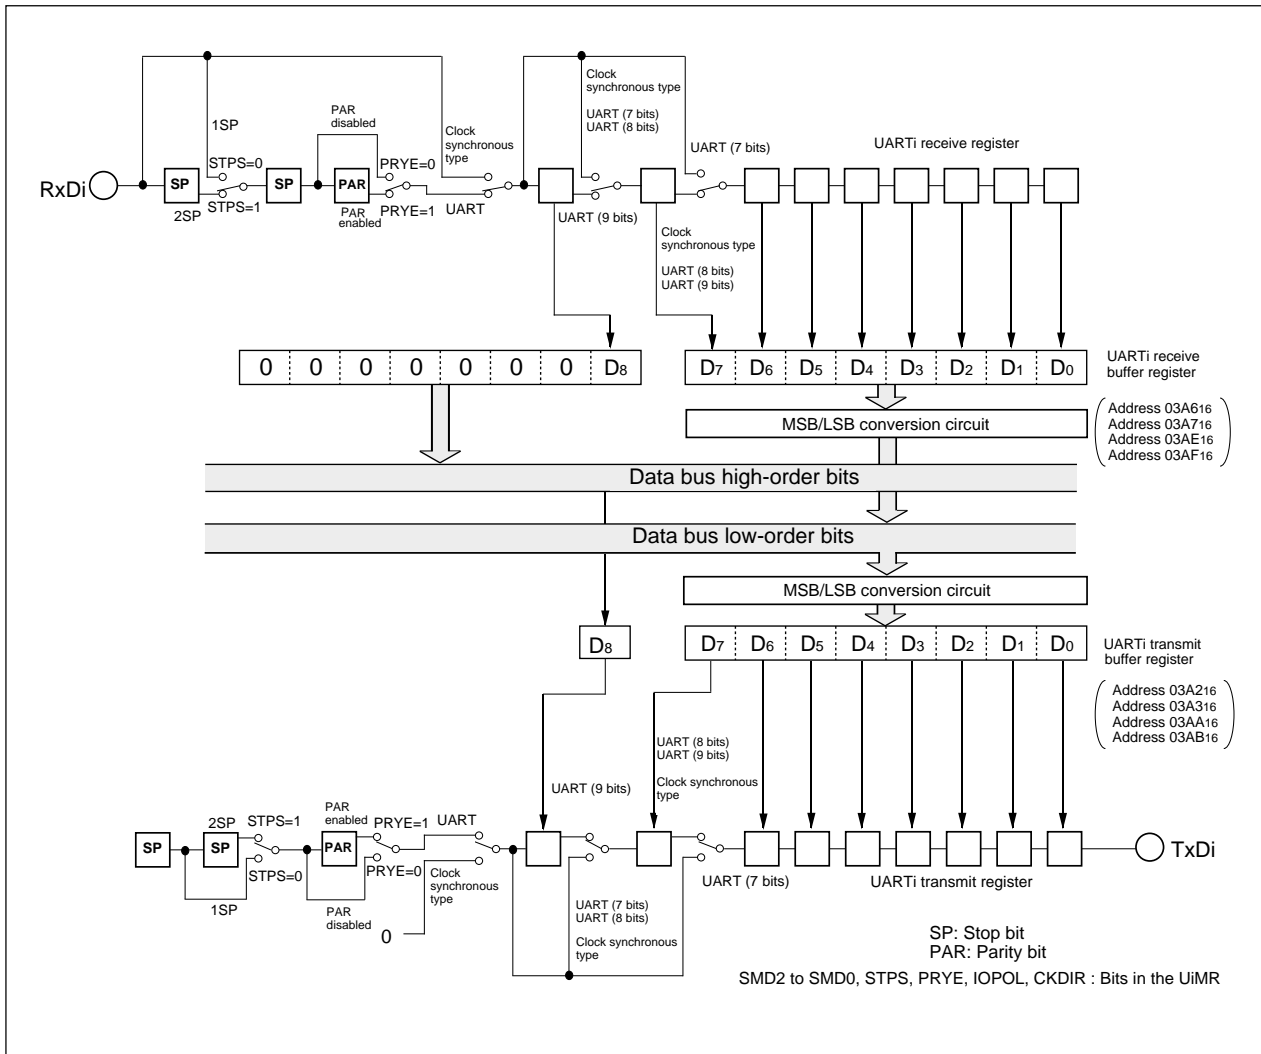 Clock
synchronous type
UART (7 bits)
UART (8 bits)
PAR
disabled
1SP
Clock
synchronous
type
UART (7 bits)
UARTi receive register
STPS=0
PRYE=0
RxDi
SP
SP
PAR
STPS=1
2SP
PAR
enabled
PRYE=1
UART
UART (9 bits)
Clock
synchronous type
UART (8 bits)
UART (9 bits)
0 0 0 0 0 0 0 D8
D7 D6 D5 D4 D3 D2 D1 D0
UARTi receive
buffer register
MSB/LSB conversion circuit
Address 03A616
Address 03A716
Address 03AE16
Address 03AF16
Data bus high-order bits
Data bus low-order bits
MSB/LSB conversion circuit
D8
D7 D6 D5 D4 D3 D2 D1 D0
UARTi transmit
buffer register
Address 03A216
Address 03A316
Address 03AA16
Address 03AB16
UART (8 bits)
UART (9 bits)
Clock synchronous
type
UART (9 bits)
PAR
enabled
2SP
STPS=1
PRYE=1
UART
SP
SP
PAR
TxDi
STPS=0
PRYE=0
Clock
synchronous
type
UART (7 bits)
UARTi transmit register
1SP
PAR
disabled
0
UART (7 bits)
UART (8 bits)
Clock synchronous
type
SP: Stop bit
PAR: Parity bit
SMD2 to SMD0, STPS, PRYE, IOPOL, CKDIR : Bits in the UiMR